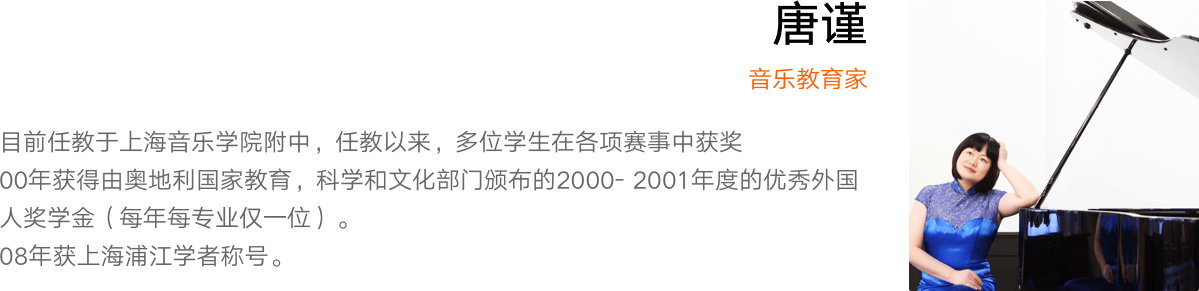 唐谨
音乐教育家
目前任教于上海音乐学院附中，任教以来，多位学生在各项赛事中获奖
00年获得由奥地利国家教育，科学和文化部门颁布的2000- 2001年度的优秀外国
人奖学金（每年每专业仅一位）。
08年获上海浦江学者称号。